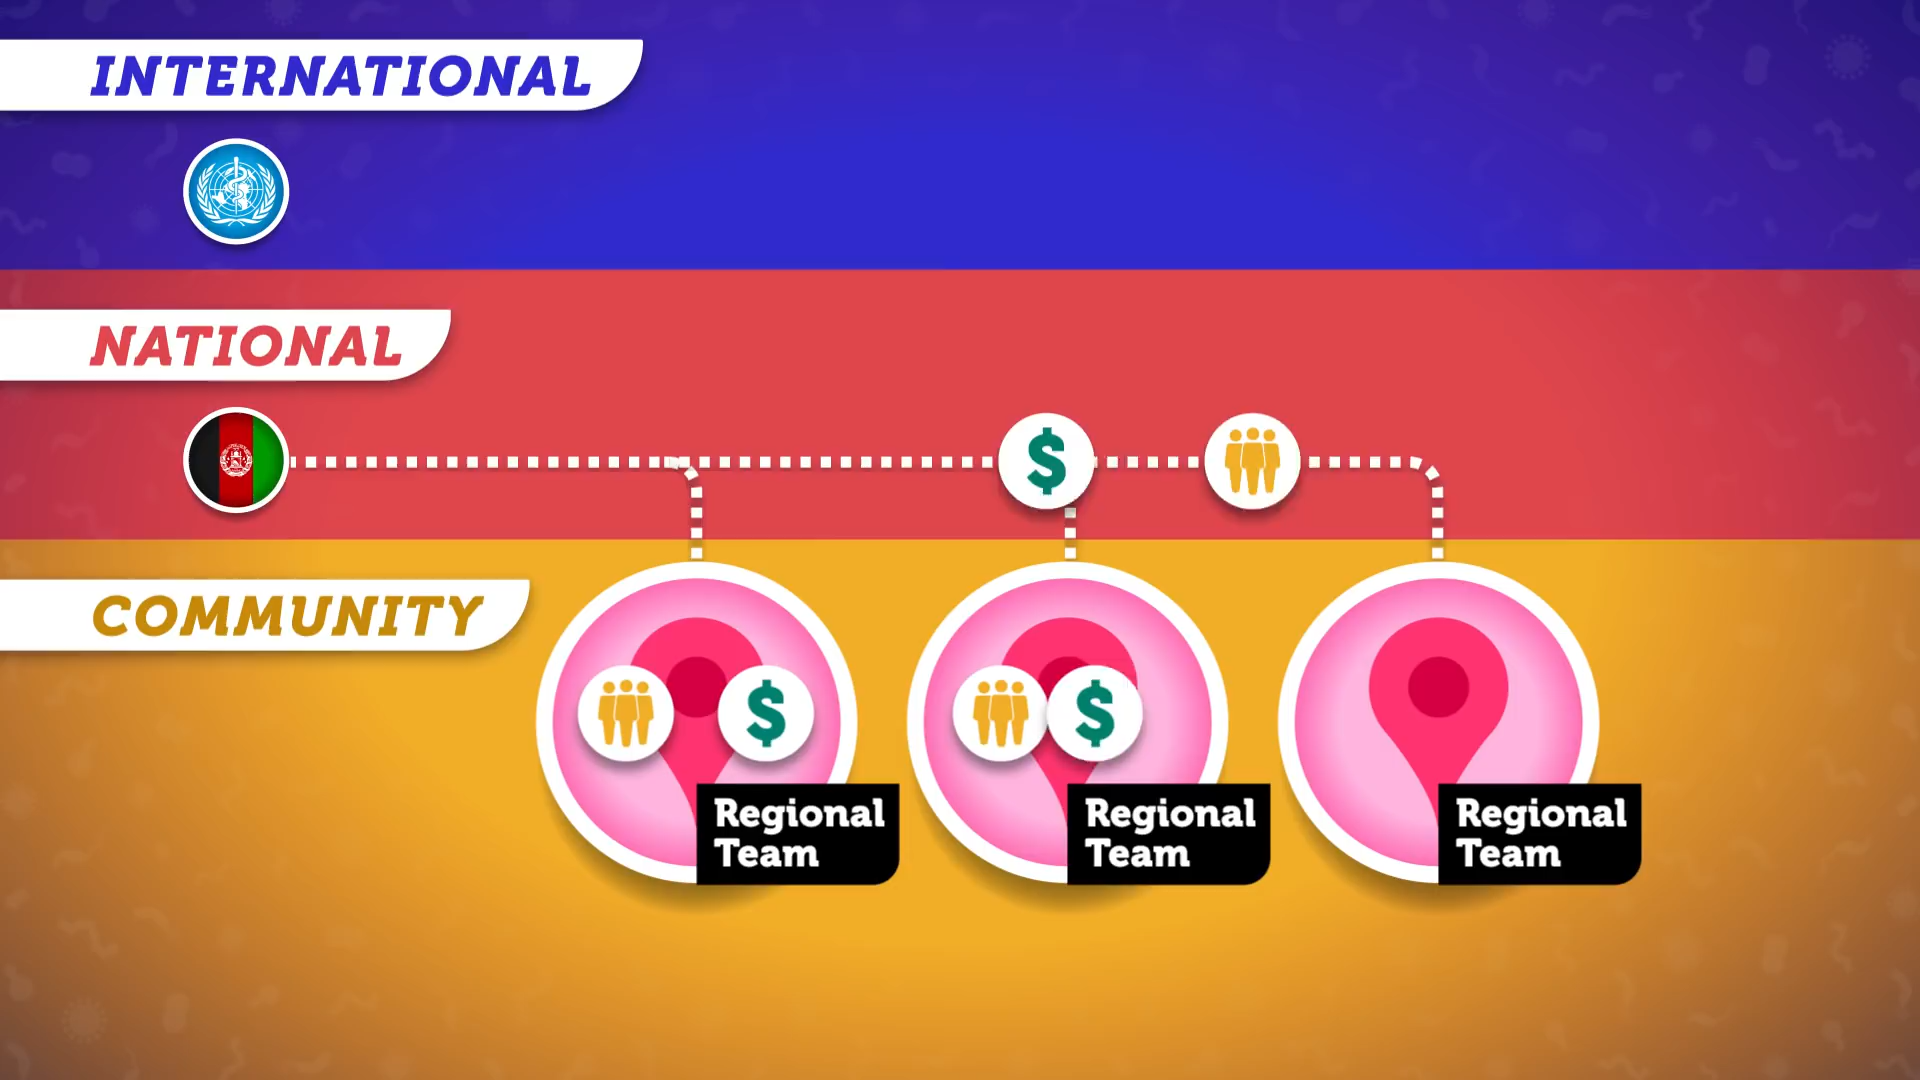 INTERNATIONAL
NATIONAL
$
COMMUNITY
$
$
Regional
Team
Regional
Team
Regional
Team